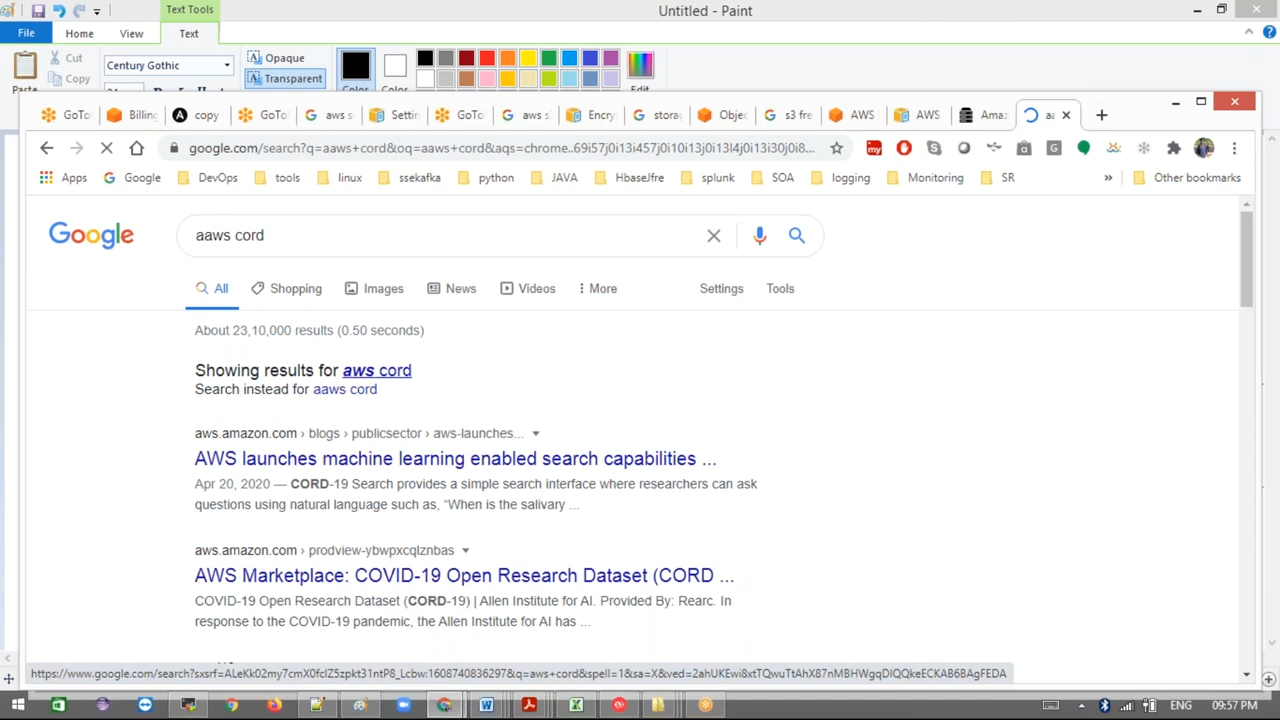 Text Tools
Untitled - Paint
File
Home
View
Text
Cut
Copy
Paste
Century Gothic
Opaque
Transparent
Color
Color
Edit
GoTo
Billing
copy
GoTo
aws s
Settin
GoTo
aws s
Encry
storag
Objec
s3 fre
AWS
AWS
Amaz
google.com/search?q=aaws+cord&oq=aaws+cord&aqs=chrome..69i57j0i13i457j0i10i13j0i13l4j0i13i30j0i8...
Apps
Google
DevOps
tools
linux
ssekafka
python
JAVA
HbaseJfre
splunk
SOA
logging
Monitoring
SR
»
Other bookmarks
Google
aaws cord
All
Shopping
Images
News
Videos
More
Settings
Tools
About 23,10,000 results (0.50 seconds)
Showing results for aws cord
Search instead for aaws cord
aws.amazon.com › blogs › publicsector › aws-launches...
AWS launches machine learning enabled search capabilities ...
Apr 20, 2020 — CORD-19 Search provides a simple search interface where researchers can ask
questions using natural language such as, “When is the salivary ...
aws.amazon.com › prodview-ybwpxcqlznbas
AWS Marketplace: COVID-19 Open Research Dataset (CORD ...
COVID-19 Open Research Dataset (CORD-19) | Allen Institute for AI. Provided By: Rearc. In
response to the COVID-19 pandemic, the Allen Institute for AI has ...
https://www.google.com/search?sxsrf=ALeKk02my7cmX0fcIZ5zpkt31ntP8_Lcbw:1608740836297&q=aws+cord&spell=1&sa=X&ved=2ahUKEwi8xtTQwuTtAhX87nMBHWgqDIQQkeECKAB6BAgFEDA
ENG
09:57 PM